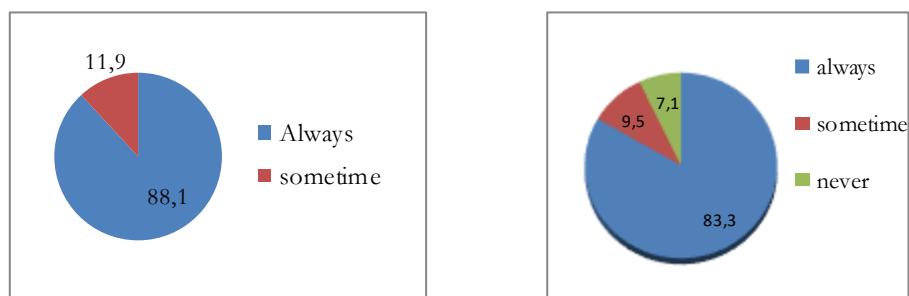 11,9
Always
sometime
88,1
always
sometime
never
7,1
9,5
83,3